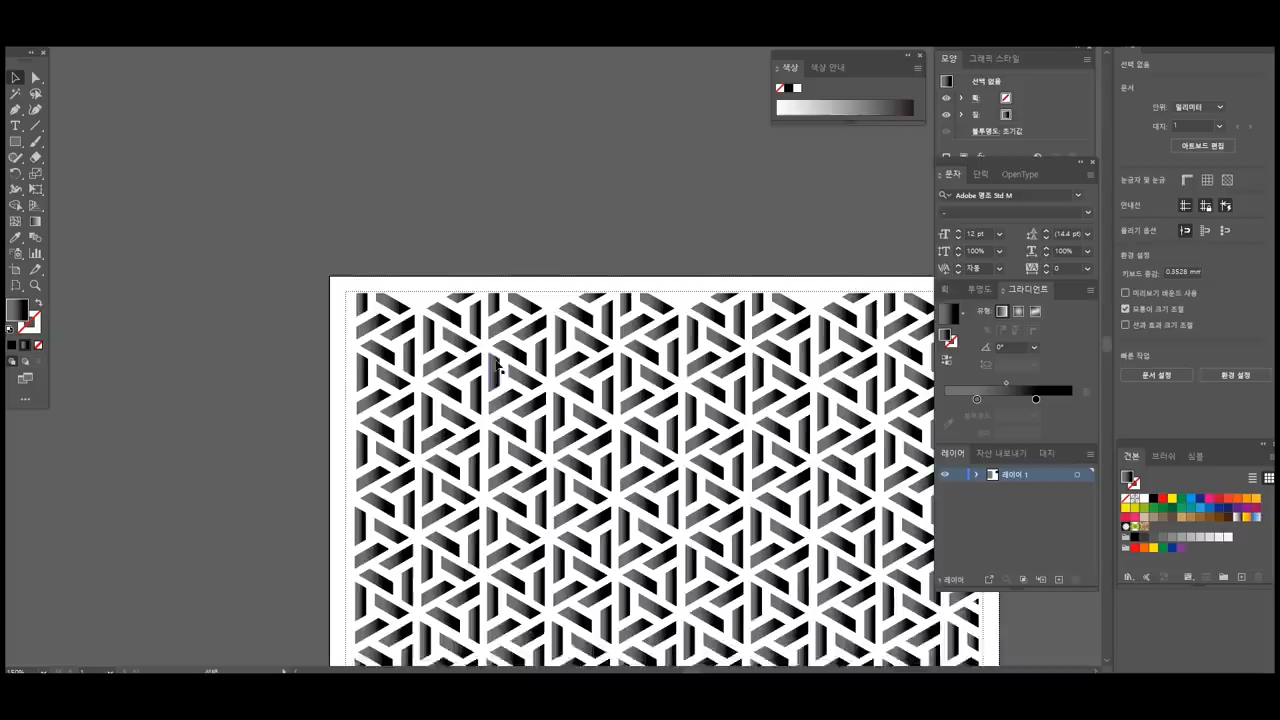 색상 색상 안내
모양 그래픽 스타일
선택 없음
획:
칠:
불투명도: 초기값
문자 단락 OpenType
Adobe 명조 Std M
-
12 pt (14.4 pt)
100% 100%
자동 0
획 투명도 그라디언트
유형:
0°
불투명도:
레이어 자산 내보내기 대지
레이어 1
레이어
선택 없음
문서
단위: 밀리미터
대지: 1
아트보드 편집
눈금자 및 눈금
안내선
물리기 옵션
환경 설정
키보드 증감: 0.3528 mm
미리보기 바운드 사용
모퉁이 크기 조절
선과 효과 크기 조절
빠른 작업
문서 설정 환경 설정
견본 브러쉬 심볼
150%